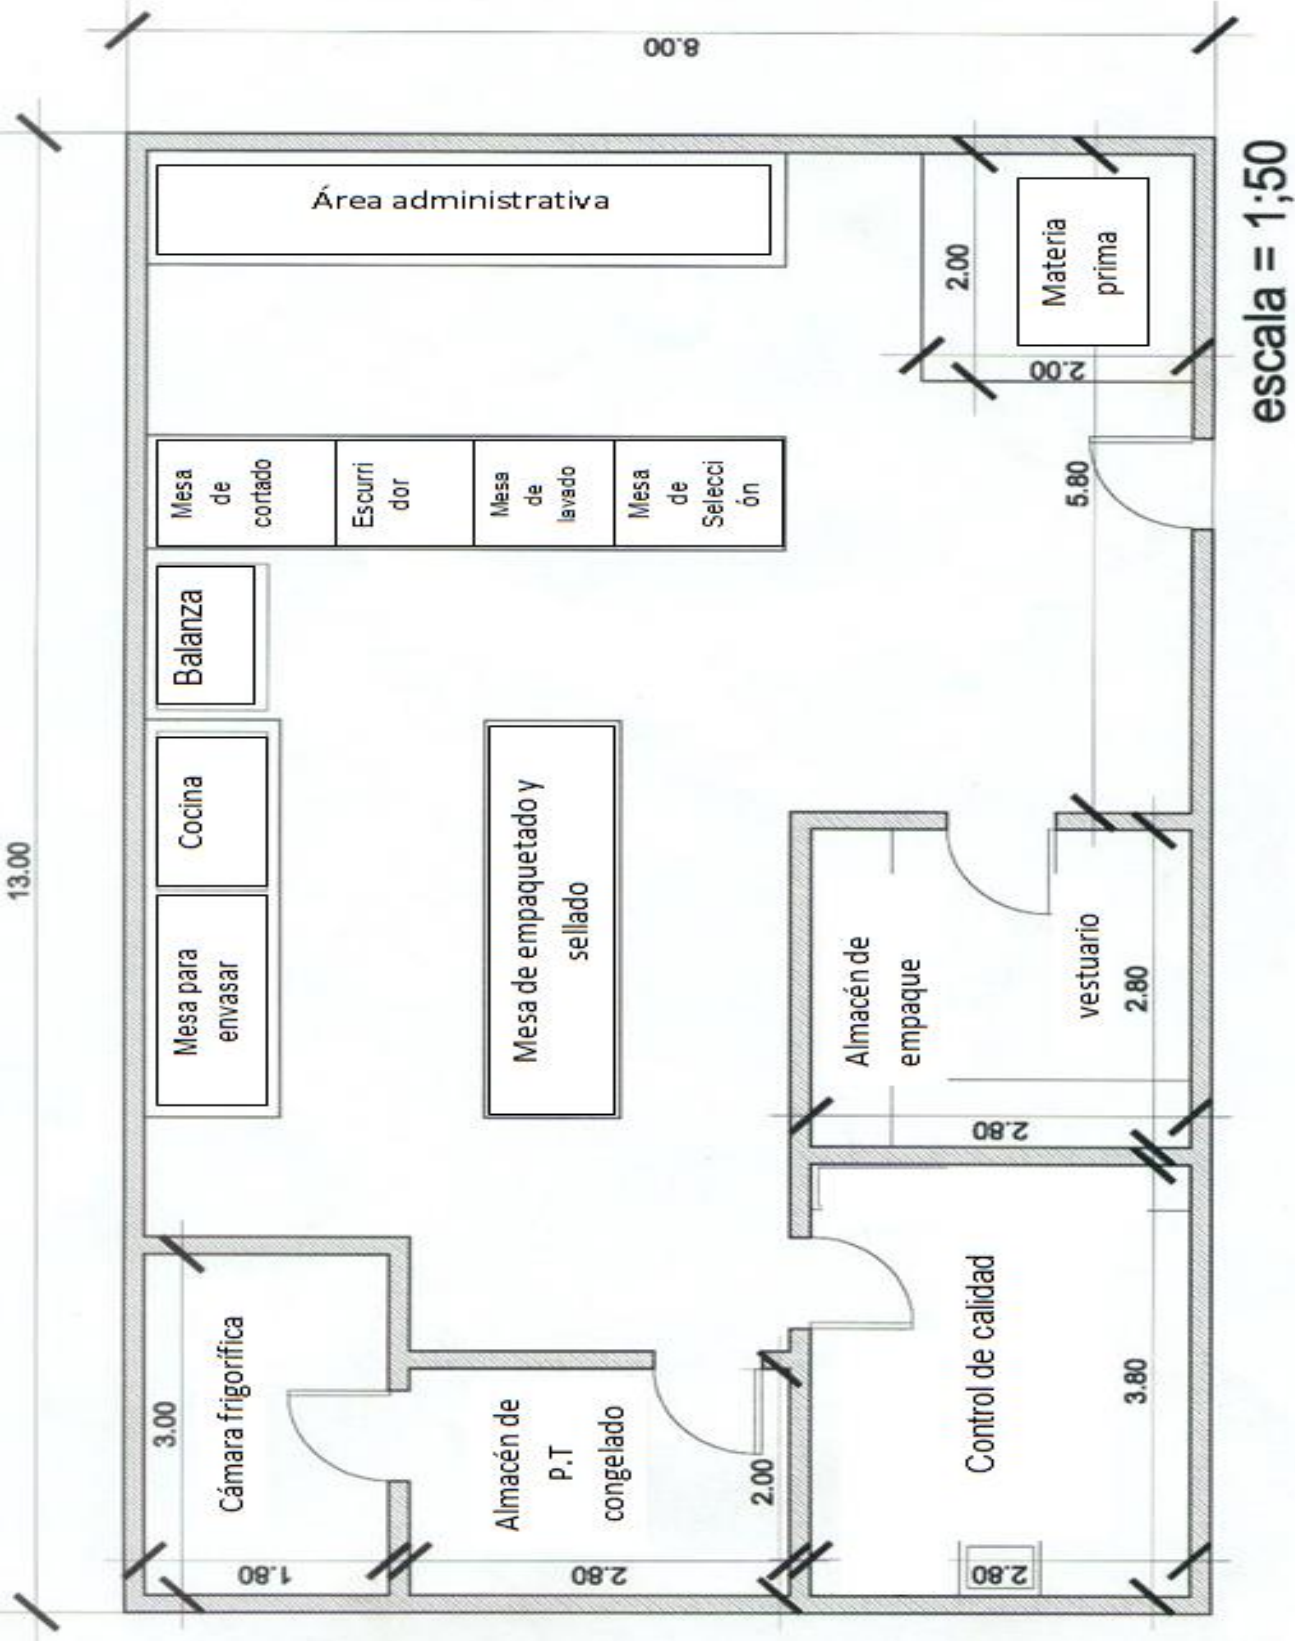 8.00
13.00
Área administrativa
2.00
Materia
prima
2.00
escala = 1;50
Mesa
de
cortado
Escurri
dor
Mesa
de
lavado
Mesa
de
Selecci
ón
5.80
Balanza
Cocina
Mesa para
envasar
Mesa de empaquetado y
sellado
Almacén de
empaque
vestuario
2.80
2.80
Cámara frigorífica
3.00
1.80
Almacén de
P.T
congelado
2.00
2.80
Control de calidad
3.80
2.80